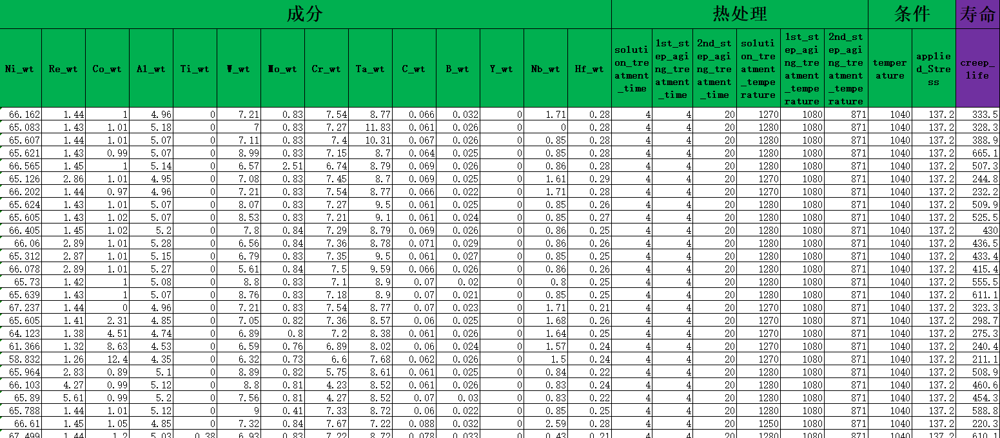 成分 热处理 条件 寿命
Ni_wt Re_wt Co_wt Al_wt Ti_wt W_wt Mo_wt Cr_wt Ta_wt C_wt B_wt Y_wt Nb_wt Hf_wt solution_treatment_time 1st_step_aging_treatment_time 2nd_step_aging_treatment_time solution_treatment_temperature 1st_step_aging_treatment_temperature 2nd_step_aging_treatment_temperature temperature applied_Stress creep_life
66.162 1.44 1 4.96 0 7.21 0.83 7.54 8.77 0.066 0.032 0 1.71 0.28 4 4 20 1270 1080 871 1040 137.2 333.5
65.083 1.43 1.01 5.18 0 7 0.83 7.27 11.83 0.061 0.026 0 0 0.28 4 4 20 1280 1080 871 1040 137.2 328.3
65.607 1.44 1.01 5.07 0 7.11 0.83 7.4 10.31 0.067 0.026 0 0.85 0.28 4 4 20 1280 1080 871 1040 137.2 388.9
65.621 1.43 0.99 5.07 0 8.99 0.83 7.15 8.7 0.064 0.025 0 0.85 0.28 4 4 20 1280 1080 871 1040 137.2 665.1
66.565 1.45 1 5.14 0 6.57 2.51 6.74 8.79 0.069 0.026 0 0.86 0.28 4 4 20 1280 1080 871 1040 137.2 507.3
65.126 2.86 1.01 4.95 0 7.08 0.83 7.45 8.7 0.069 0.025 0 1.61 0.29 4 4 20 1270 1080 871 1040 137.2 244.8
66.202 1.44 0.97 4.96 0 7.21 0.83 7.54 8.77 0.066 0.022 0 1.71 0.28 4 4 20 1270 1080 871 1040 137.2 232.2
65.624 1.43 1.01 5.07 0 8.07 0.83 7.27 9.5 0.061 0.025 0 0.85 0.26 4 4 20 1280 1080 871 1040 137.2 509.9
65.605 1.43 1.02 5.07 0 8.53 0.83 7.21 9.1 0.061 0.024 0 0.85 0.27 4 4 20 1280 1080 871 1040 137.2 525.5
66.405 1.45 1.02 5.2 0 7.8 0.84 7.29 8.79 0.069 0.026 0 0.86 0.25 4 4 20 1280 1080 871 1040 137.2 430
66.06 2.89 1.01 5.28 0 6.56 0.84 7.36 8.78 0.071 0.029 0 0.86 0.26 4 4 20 1280 1080 871 1040 137.2 436.5
65.312 2.87 1.01 5.15 0 6.79 0.83 7.35 9.5 0.061 0.027 0 0.85 0.25 4 4 20 1280 1080 871 1040 137.2 433.4
66.078 2.89 1.01 5.27 0 5.61 0.84 7.5 9.59 0.066 0.026 0 0.86 0.26 4 4 20 1280 1080 871 1040 137.2 415.4
65.73 1.42 1 5.08 0 8.8 0.83 7.1 8.9 0.07 0.02 0 0.8 0.25 4 4 20 1280 1080 871 1040 137.2 555.5
65.639 1.43 1 5.07 0 8.76 0.83 7.18 8.9 0.07 0.021 0 0.85 0.25 4 4 20 1280 1080 871 1040 137.2 611.1
67.237 1.44 0 4.96 0 7.21 0.83 7.54 8.77 0.07 0.023 0 1.71 0.21 4 4 20 1270 1080 871 1040 137.2 323.3
65.605 1.41 2.31 4.85 0 7.05 0.82 7.36 8.57 0.06 0.025 0 1.68 0.26 4 4 20 1270 1080 871 1040 137.2 298.7
64.123 1.38 4.51 4.74 0 6.89 0.8 7.2 8.38 0.061 0.026 0 1.64 0.25 4 4 20 1270 1080 871 1040 137.2 275.3
61.366 1.32 8.63 4.53 0 6.59 0.76 6.89 8.02 0.06 0.024 0 1.57 0.24 4 4 20 1270 1080 871 1040 137.2 240.4
58.832 1.26 12.4 4.35 0 6.32 0.73 6.6 7.68 0.062 0.026 0 1.5 0.24 4 4 20 1270 1080 871 1040 137.2 211.1
65.964 2.83 0.89 5.1 0 8.89 0.82 5.75 8.61 0.061 0.025 0 0.84 0.22 4 4 20 1280 1080 871 1040 137.2 508.9
66.103 4.27 0.99 5.12 0 8.8 0.81 4.23 8.52 0.061 0.026 0 0.83 0.24 4 4 20 1280 1080 871 1040 137.2 460.6
65.89 5.61 0.99 5.2 0 7.56 0.81 4.27 8.52 0.07 0.03 0 0.83 0.22 4 4 20 1280 1080 871 1040 137.2 454.3
65.788 1.44 1.01 5.12 0 9 0.41 7.33 8.72 0.06 0.022 0 0.85 0.25 4 4 20 1280 1080 871 1040 137.2 588.8
66.61 1.45 1.05 4.85 0 7.32 0.84 7.67 7.22 0.088 0.032 0 2.59 0.28 4 4 20 1250 1080 871 1040 137.2 220.3
67.499 1.44 1.2 5.03 0.38 6.93 0.83 7.22 8.72 0.078 0.033 0 0.43 0.21 4 4 20 1280 1080 871 1040 137.2 610.1